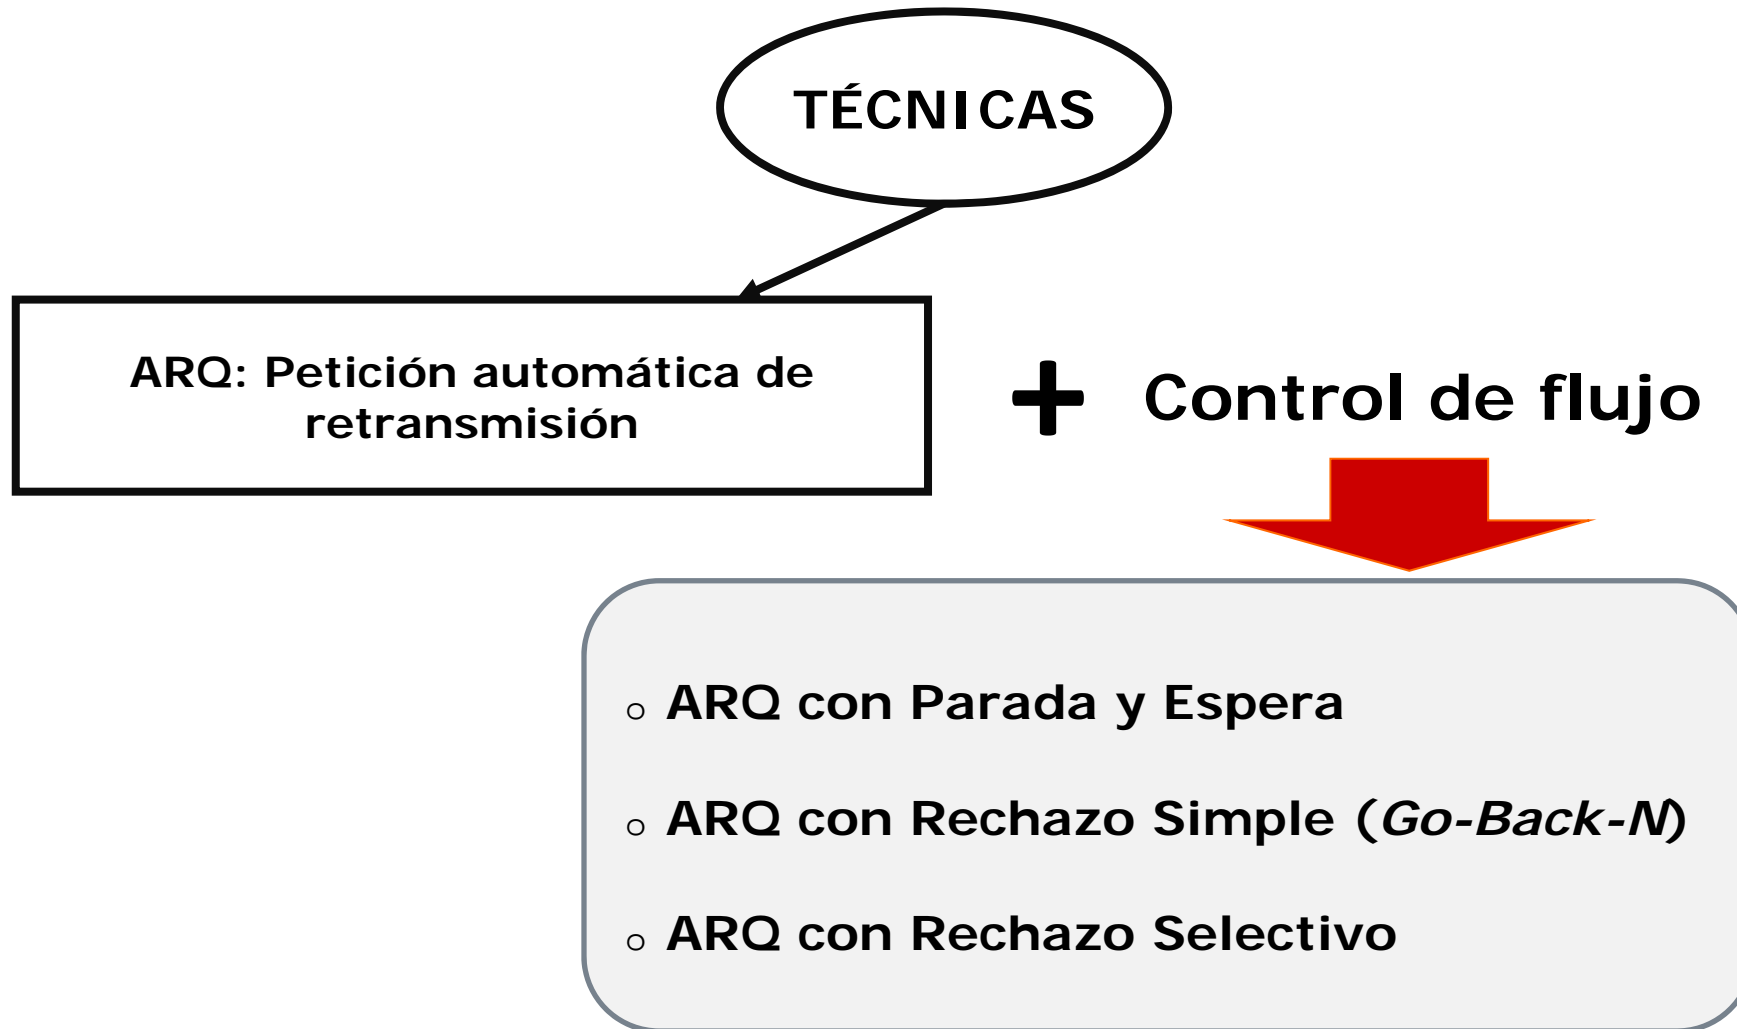 TÉCNICAS
ARQ: Petición automática de
retransmisión
+ Control de flujo
o ARQ con Parada y Espera
o ARQ con Rechazo Simple (Go-Back-N)
o ARQ con Rechazo Selectivo